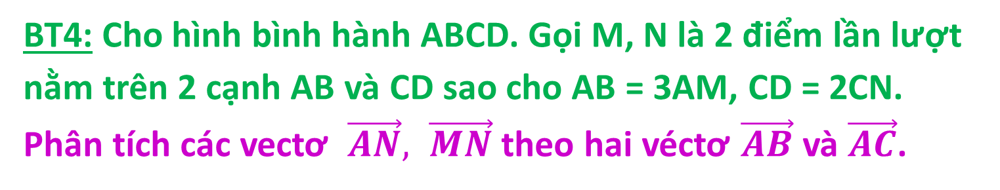 BT4: Cho hình bình hành ABCD. Gọi M, N là 2 điểm lần lượt
nằm trên 2 cạnh AB và CD sao cho AB = 3AM, CD = 2CN.
Phân tích các vectơ $\overrightarrow{AN}$, $\overrightarrow{MN}$ theo hai véctơ $\overrightarrow{AB}$ và $\overrightarrow{AC}$.